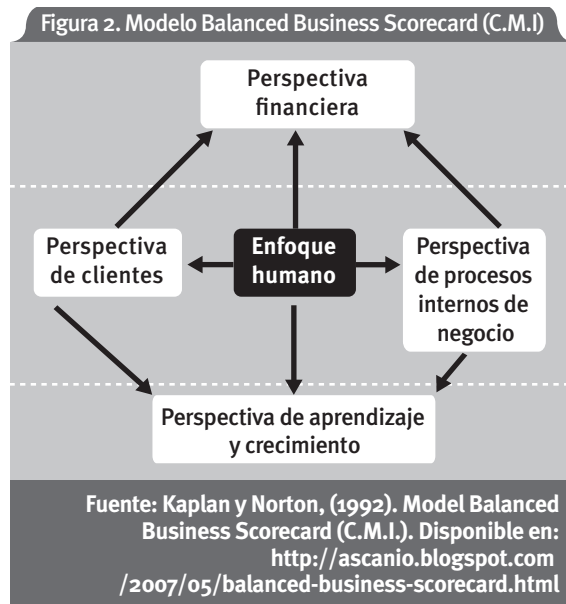 Figura 2. Modelo Balanced Business Scorecard (C.M.I)
Perspectiva
financiera
Perspectiva
de clientes
Enfoque
humano
Perspectiva
de procesos
internos de
negocio
Perspectiva de aprendizaje
y crecimiento
Fuente: Kaplan y Norton, (1992). Model Balanced
Business Scorecard (C.M.I.). Disponible en:
http://ascanio.blogspot.com
/2007/05/balanced-business-scorecard.html